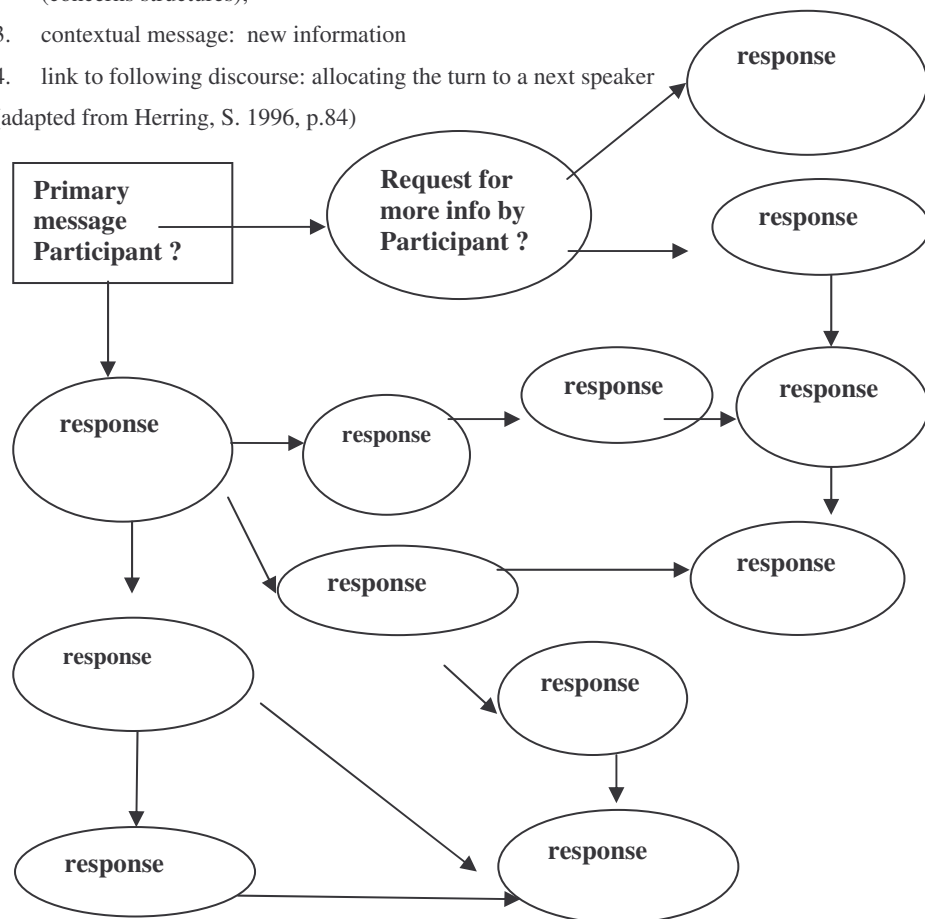 (concerns structures);
3. contextual message: new information
4. link to following discourse: allocating the turn to a next speaker
(adapted from Herring, S. 1996, p.84)
response
Primary
message
Participant ?
Request for
more info by
Participant ?
response
response
response
response
response
response
response
response
response
response
response
response